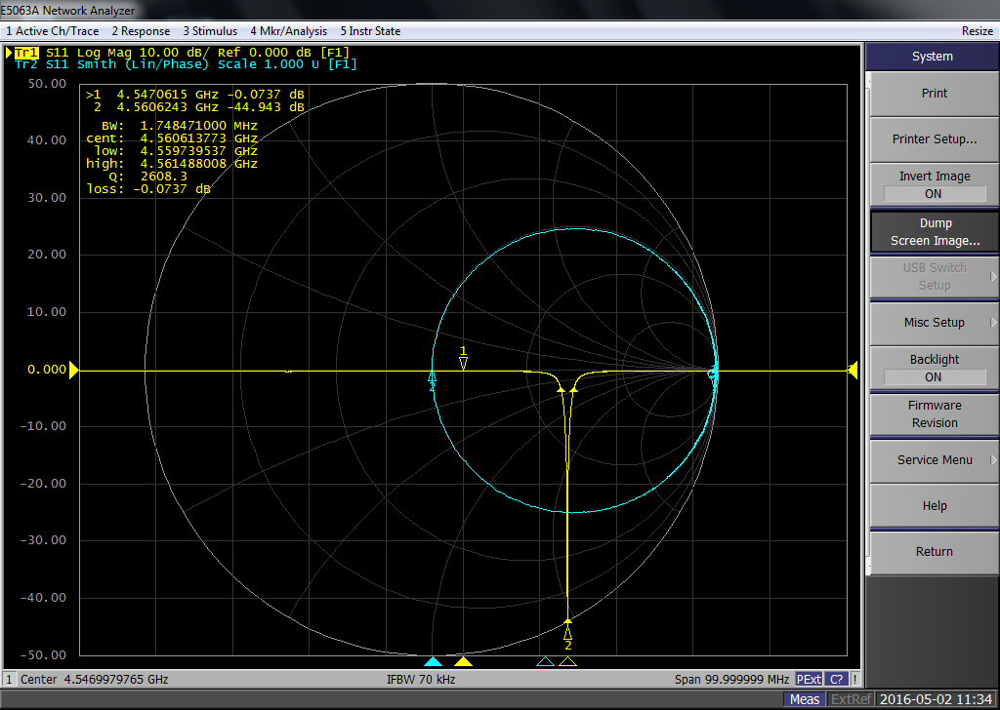 E5063A Network Analyzer
1 Active Ch/Trace 2 Response 3 Stimulus 4 Mkr/Analysis 5 Instr State Resize
Tr1 S11 Log Mag 10.00 dB/ Ref 0.000 dB [F1]
Tr2 S11 Smith (Lin/Phase) Scale 1.000 U [F1]
50.00
40.00
30.00
20.00
10.00
0.000
-10.00
-20.00
-30.00
-40.00
-50.00
>1 4.5470615 GHz -0.0737 dB
2 4.5606243 GHz -44.943 dB
BW: 1.748471000 MHz
cent: 4.560613773 GHz
low: 4.559739537 GHz
high: 4.561488008 GHz
Q: 2608.3
loss: -0.0737 dB
1
2
System
Print
Printer Setup...
Invert Image
ON
Dump
Screen Image...
USB Switch
Setup
Misc Setup
Backlight
ON
Firmware
Revision
Service Menu
Help
Return
1 Center 4.5469979765 GHz IFBW 70 kHz Span 99.999999 MHz PExt C? !
Meas ExtRef 2016-05-02 11:34